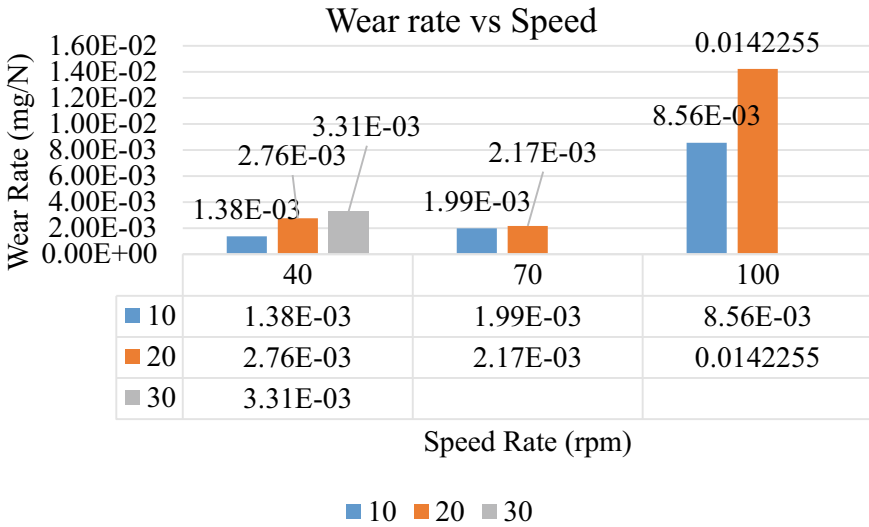 Wear rate vs Speed
Wear Rate (mg/N)
1.60E-02
1.40E-02
1.20E-02
1.00E-02
8.00E-03
6.00E-03
4.00E-03
2.00E-03
0.00E+00
1.38E-03
2.76E-03
3.31E-03
1.99E-03
2.17E-03
8.56E-03
0.0142255
40 70 100
10 1.38E-03 1.99E-03 8.56E-03
20 2.76E-03 2.17E-03 0.0142255
30 3.31E-03
Speed Rate (rpm)
10 20 30